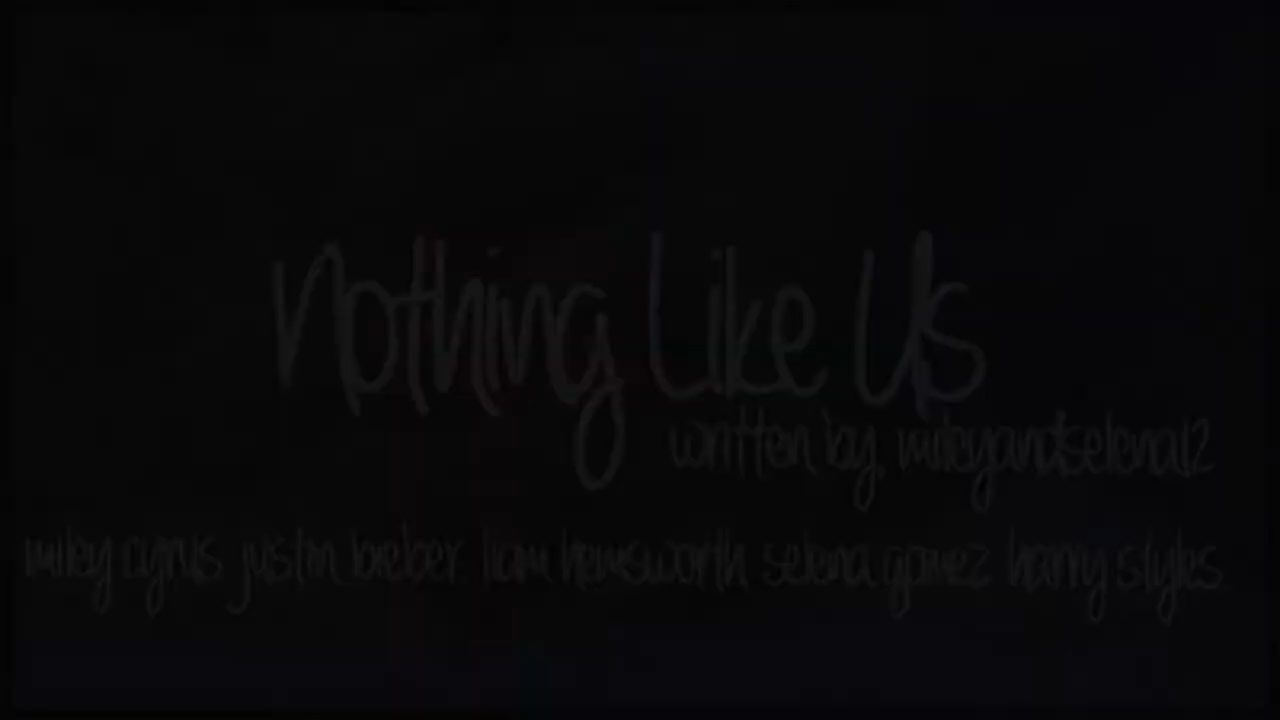 Nothing Like Us
written by mileyandselena12
miley cyrus justin bieber liam hemsworth selena gomez harry styles